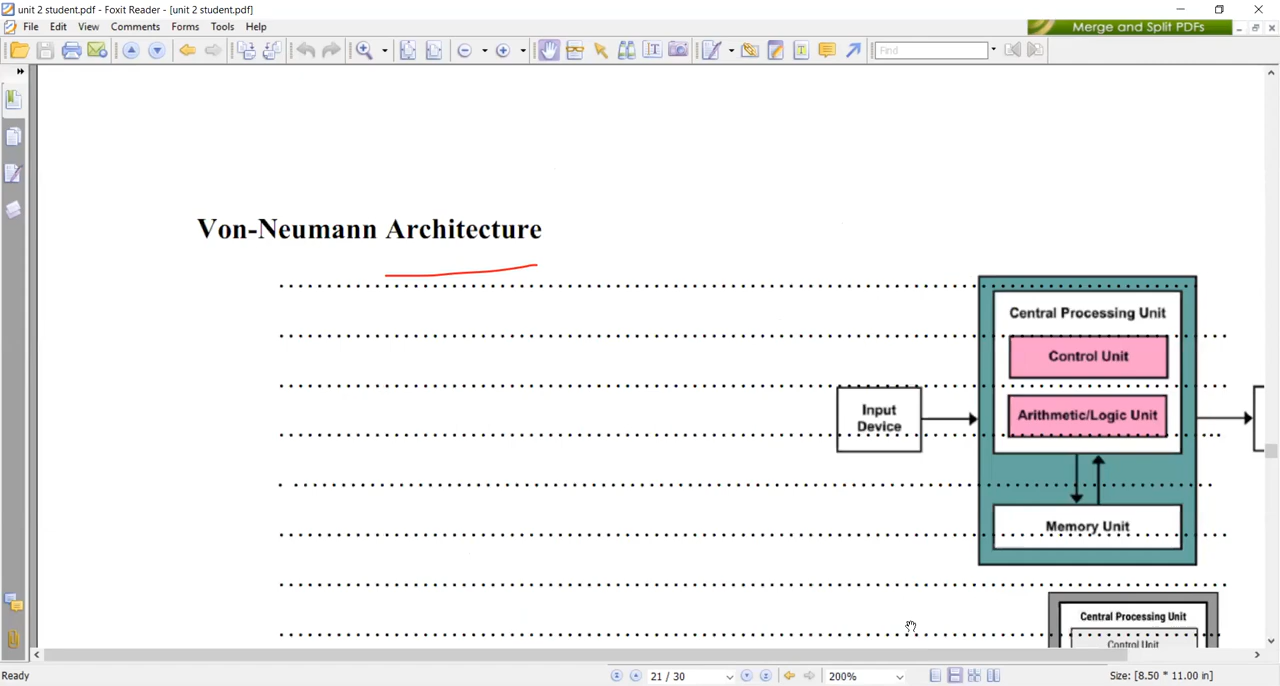 unit 2 student.pdf - Foxit Reader - [unit 2 student.pdf]
File Edit View Comments Forms Tools Help
Merge and Split PDFs
Find
Von-Neumann Architecture
Central Processing Unit
Control Unit
Arithmetic/Logic Unit
Input
Device
Memory Unit
Central Processing Unit
Control Unit
Ready
21 / 30
200%
Size: [8.50 * 11.00 in]